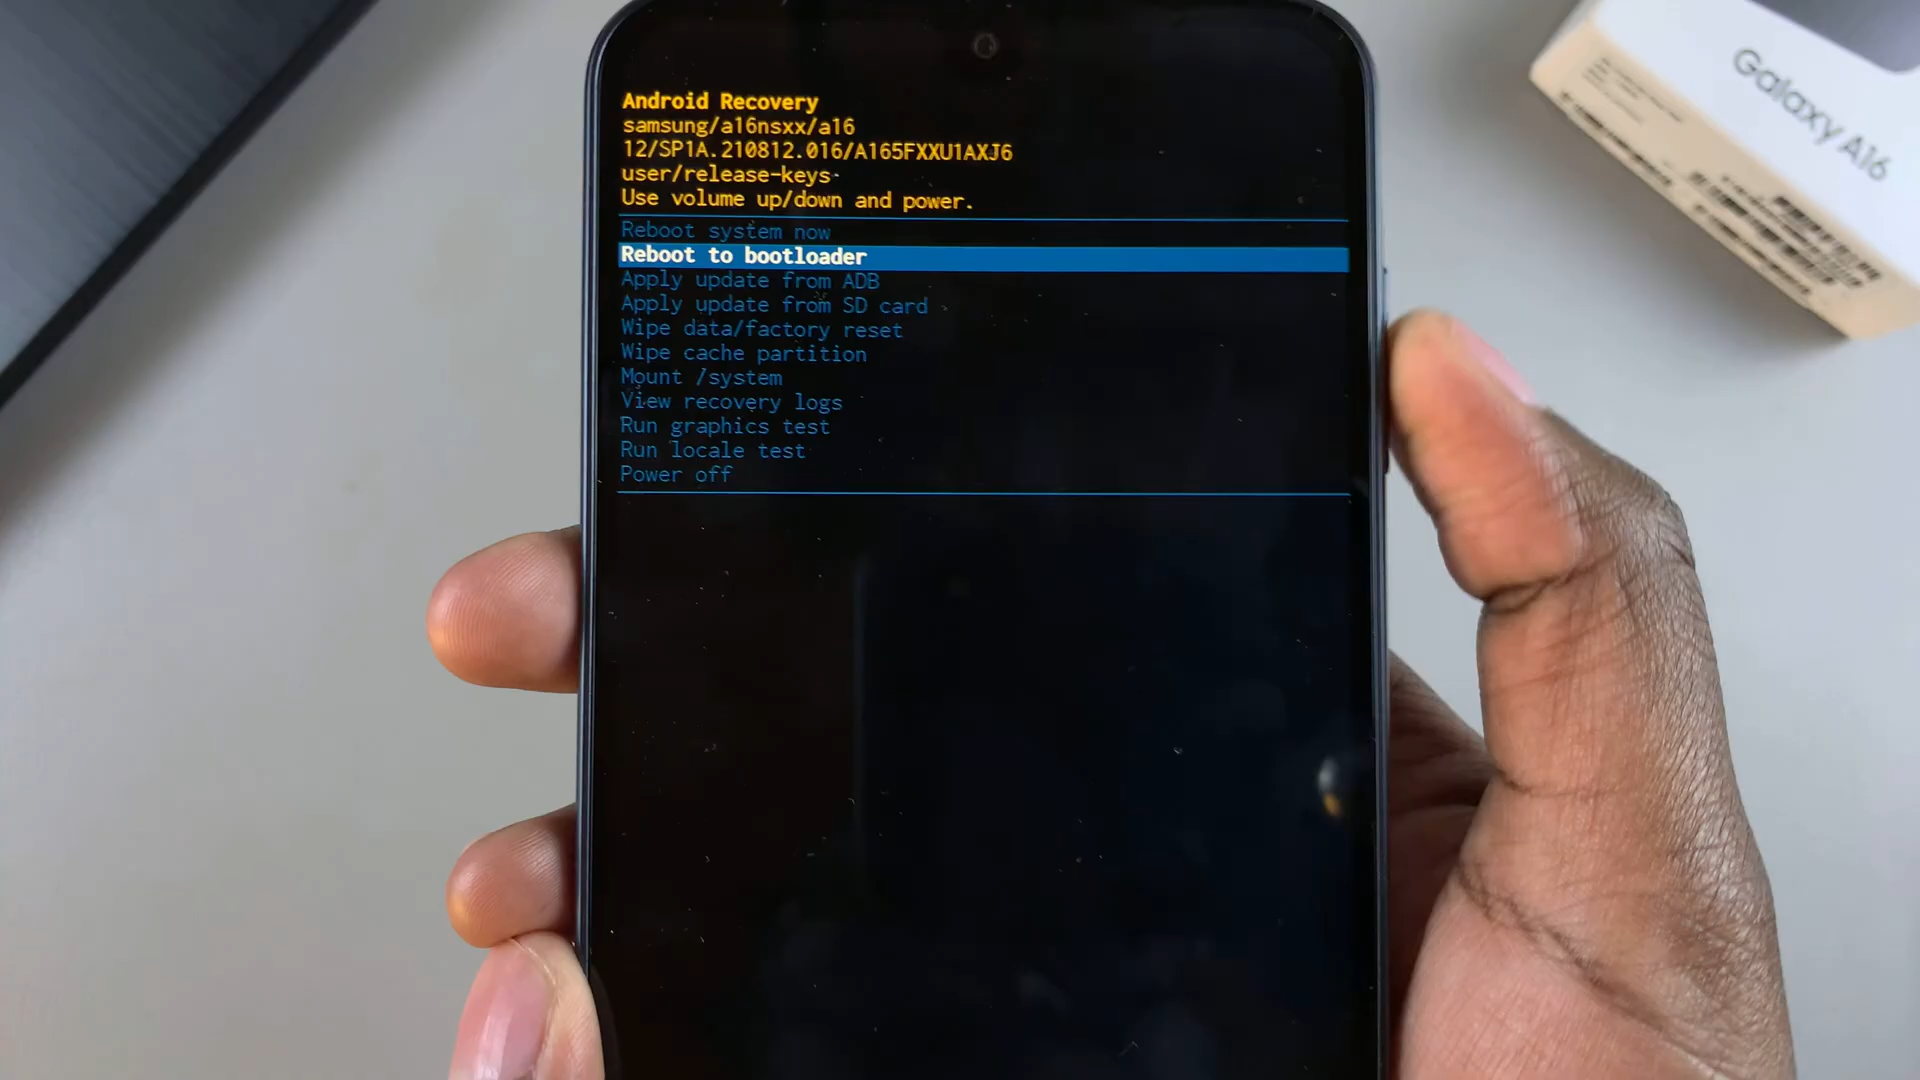 Android Recovery
samsung/a16nsxx/a16
12/SP1A.210812.016/A165FXXU1AXJ6
user/release-keys
Use volume up/down and power.
Reboot system now
Reboot to bootloader
Apply update from ADB
Apply update from SD card
Wipe data/factory reset
Wipe cache partition
Mount /system
View recovery logs
Run graphics test
Run locale test
Power off
Galaxy A16